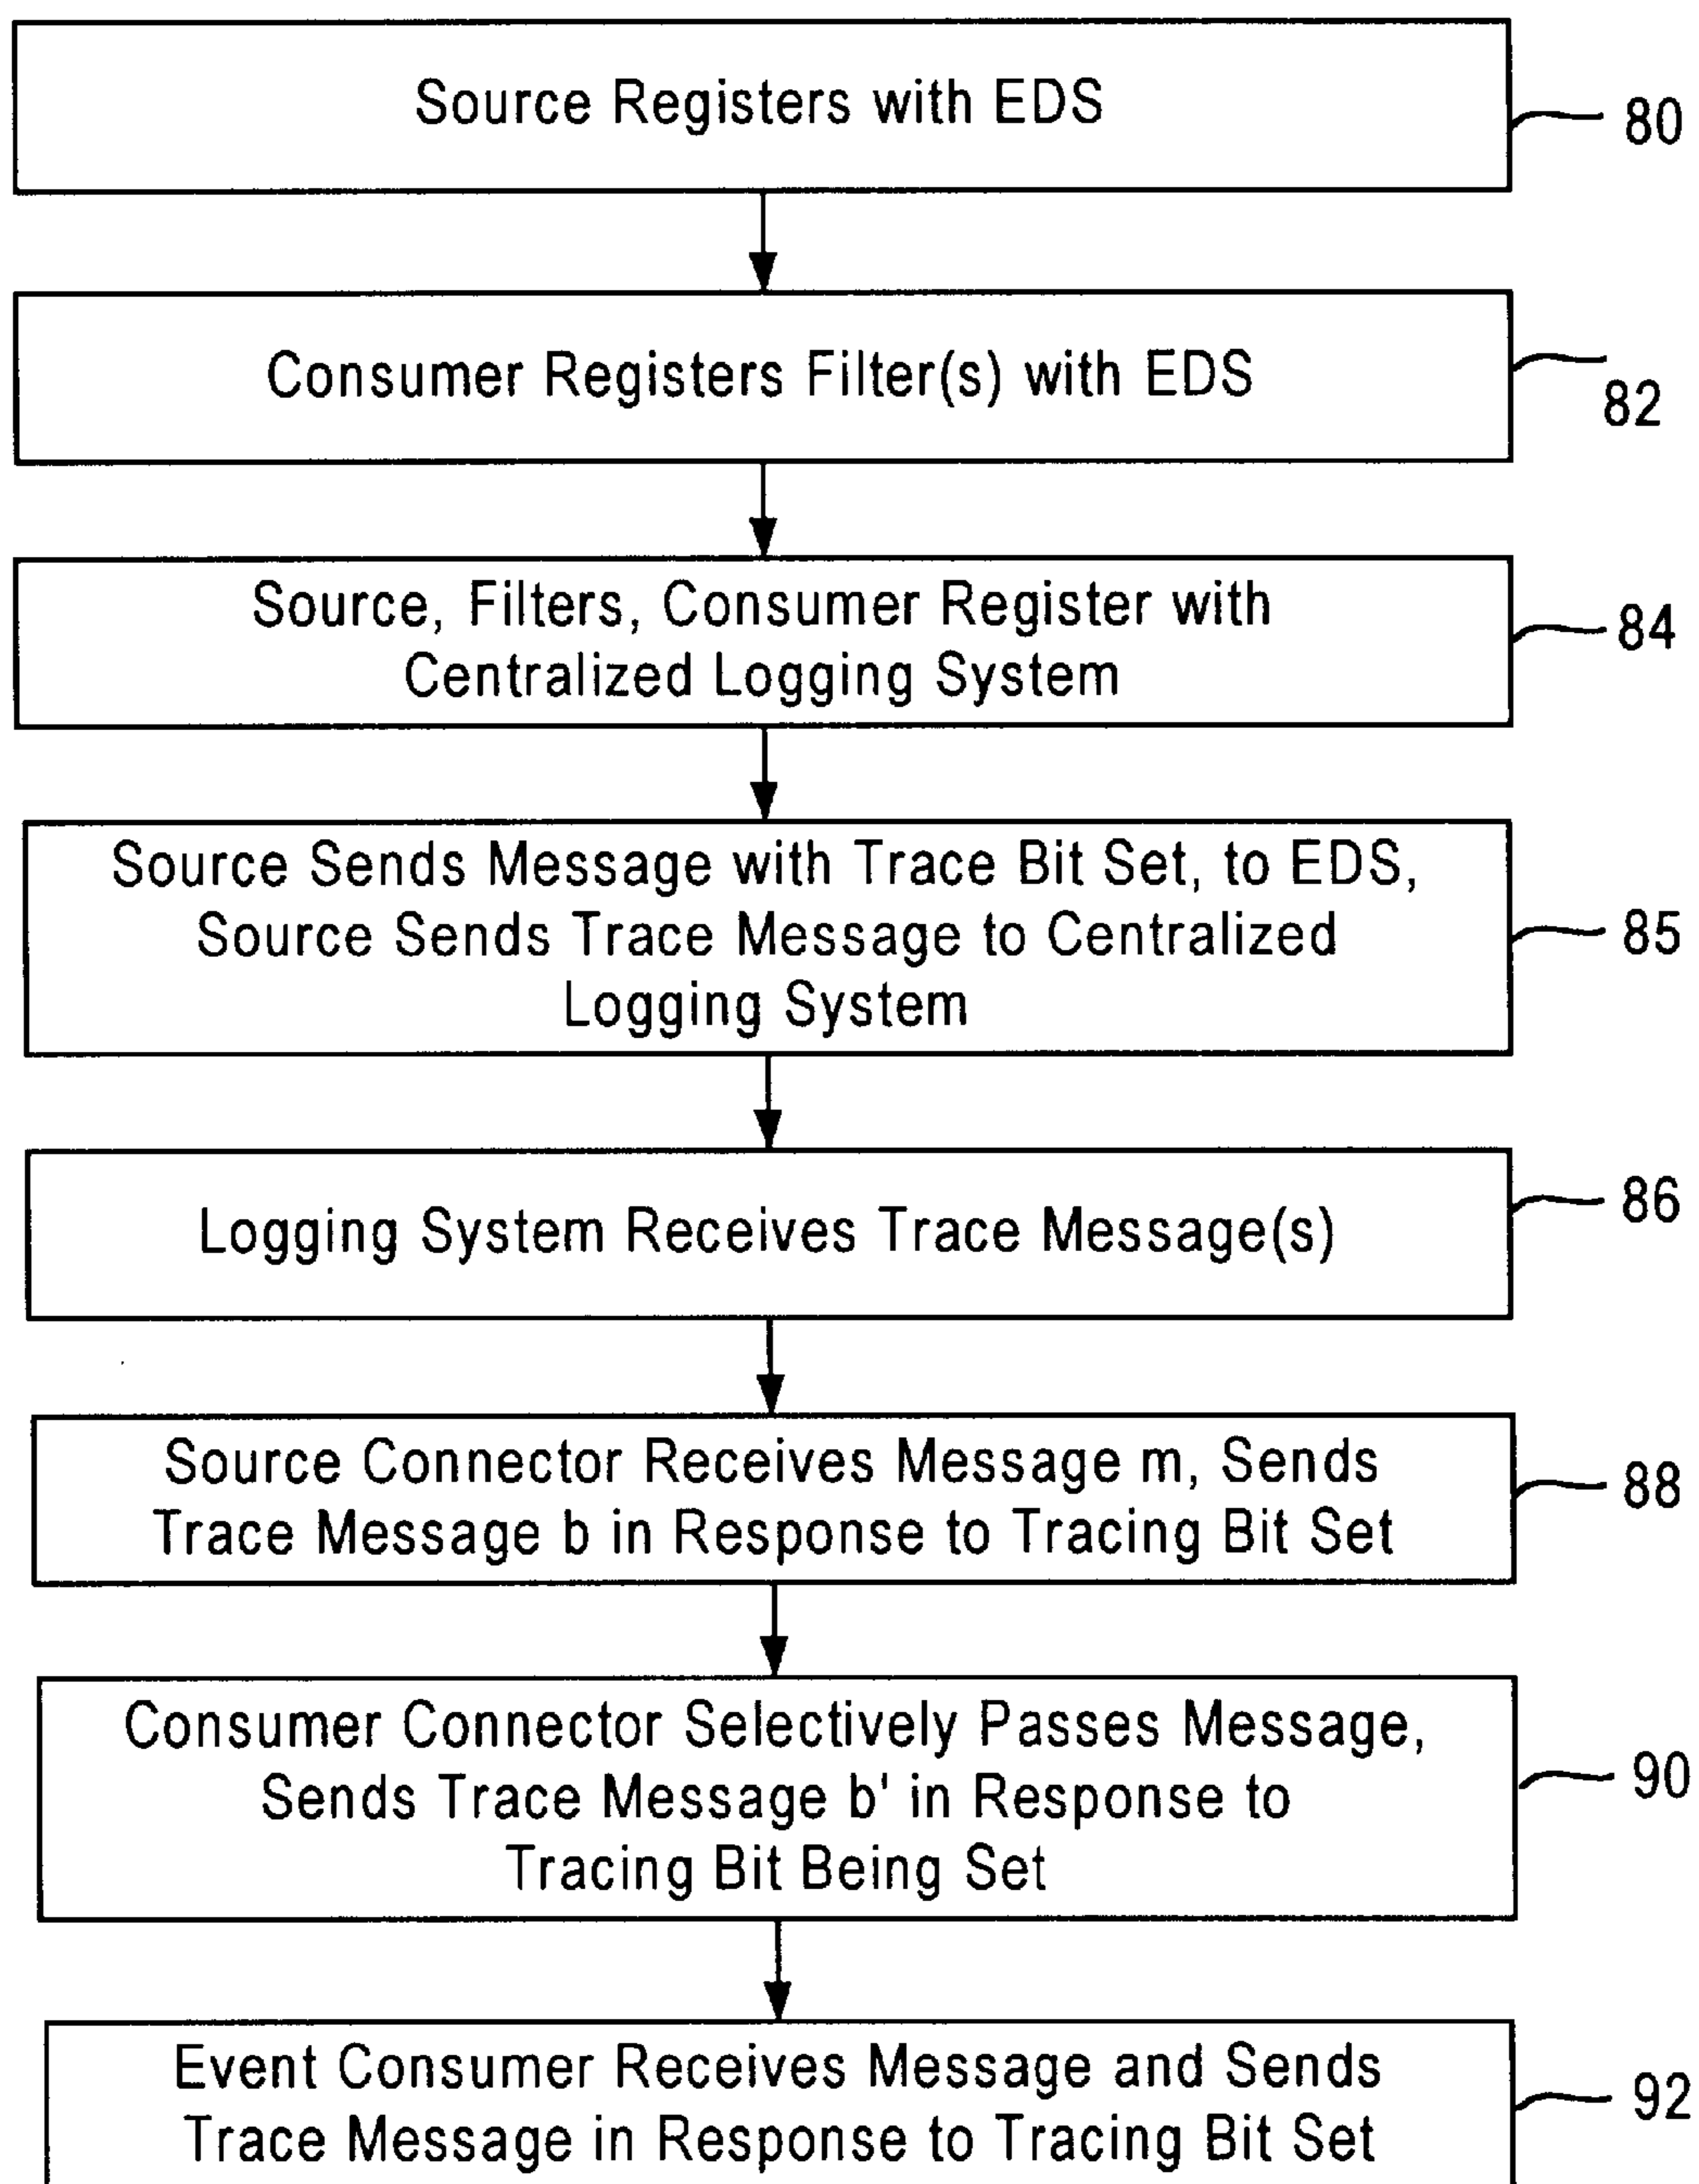 Source Registers with EDS
80
Consumer Registers Filter(s) with EDS
82
Source, Filters, Consumer Register with
Centralized Logging System
84
Source Sends Message with Trace Bit Set, to EDS,
Source Sends Trace Message to Centralized
Logging System
85
Logging System Receives Trace Message(s)
86
Source Connector Receives Message m, Sends
Trace Message b in Response to Tracing Bit Set
88
Consumer Connector Selectively Passes Message,
Sends Trace Message b' in Response to
Tracing Bit Being Set
90
Event Consumer Receives Message and Sends
Trace Message in Response to Tracing Bit Set
92